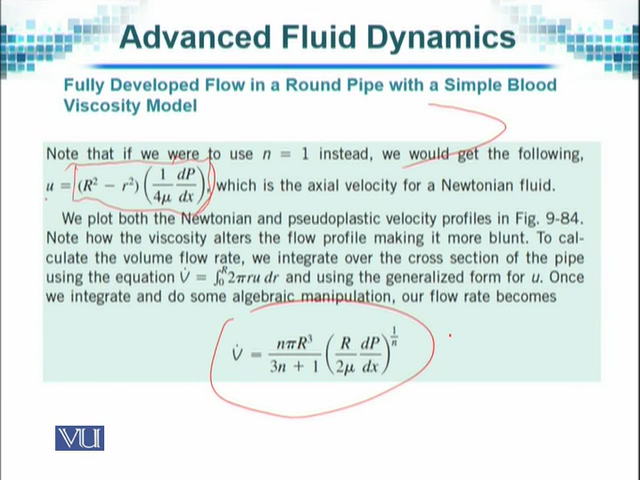 Advanced Fluid Dynamics
Fully Developed Flow in a Round Pipe with a Simple Blood
Viscosity Model
Note that if we were to use n = 1 instead, we would get the following,
u = (R² − r²) (1/4μ dP/dx), which is the axial velocity for a Newtonian fluid.
We plot both the Newtonian and pseudoplastic velocity profiles in Fig. 9-84.
Note how the viscosity alters the flow profile making it more blunt. To cal-
culate the volume flow rate, we integrate over the cross section of the pipe
using the equation V̇ = ∫₀ᴿ 2πru dr and using the generalized form for u. Once
we integrate and do some algebraic manipulation, our flow rate becomes
V̇ = nπR³/(3n + 1) (R/2μ dP/dx)^(1/n)
VU